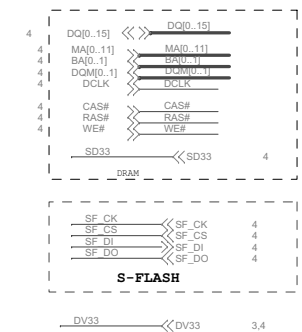 4 DQ[0..15] DQ[0..15]
4 MA[0..11] MA[0..11]
4 BA[0..1] BA[0..1]
4 DQM[0..1] DQM[0..1]
4 DCLK DCLK
4 CAS# CAS#
4 RAS# RAS#
4 WE# WE#
SD33 SD33 4
DRAM
SF_CK SF_CK 4
SF_CS SF_CS 4
SF_DI SF_DI 4
SF_DO SF_DO 4
S-FLASH
DV33 DV33 3,4